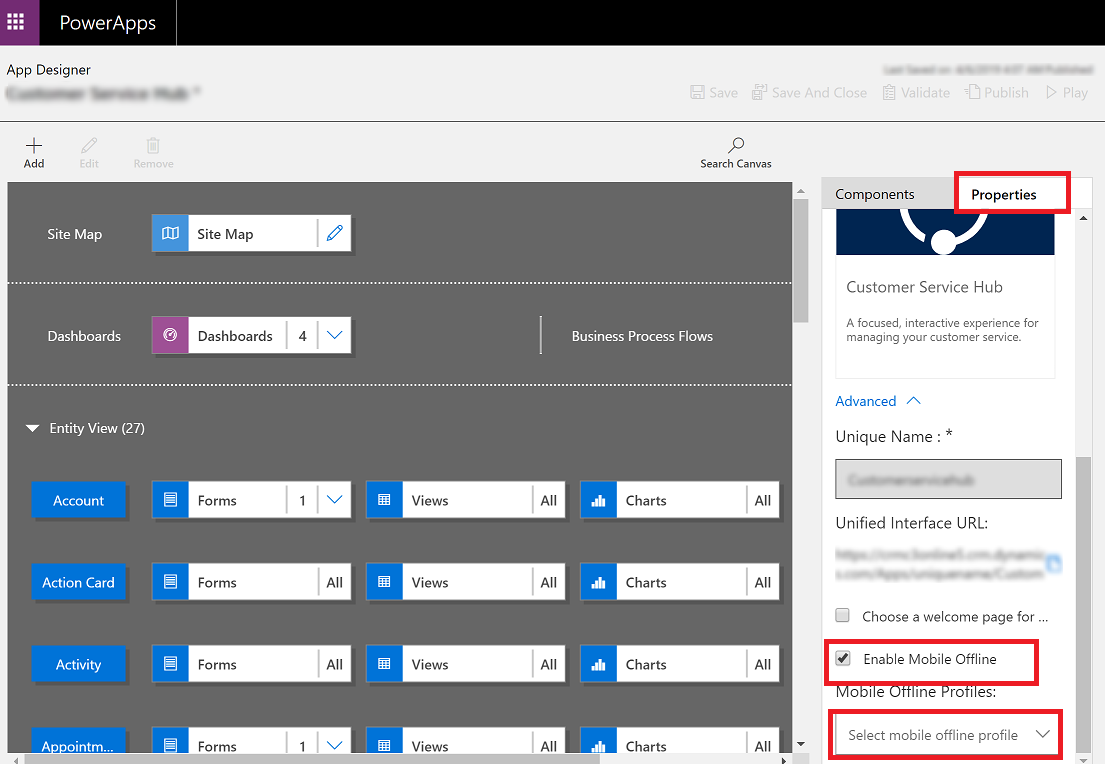 PowerApps
App Designer
Save
Save And Close
Validate
Publish
Play
Add
Edit
Remove
Search Canvas
Site Map
Site Map
Dashboards
Dashboards 4
Business Process Flows
Entity View (27)
Account
Forms 1
Views All
Charts All
Action Card
Forms All
Views All
Charts All
Activity
Forms All
Views All
Charts All
Appointm...
Forms 1
Views All
Charts All
Components
Properties
Customer Service Hub
A focused, interactive experience for
managing your customer service.
Advanced
Unique Name : *
Unified Interface URL:
Choose a welcome page for ...
Enable Mobile Offline
Mobile Offline Profiles:
Select mobile offline profile